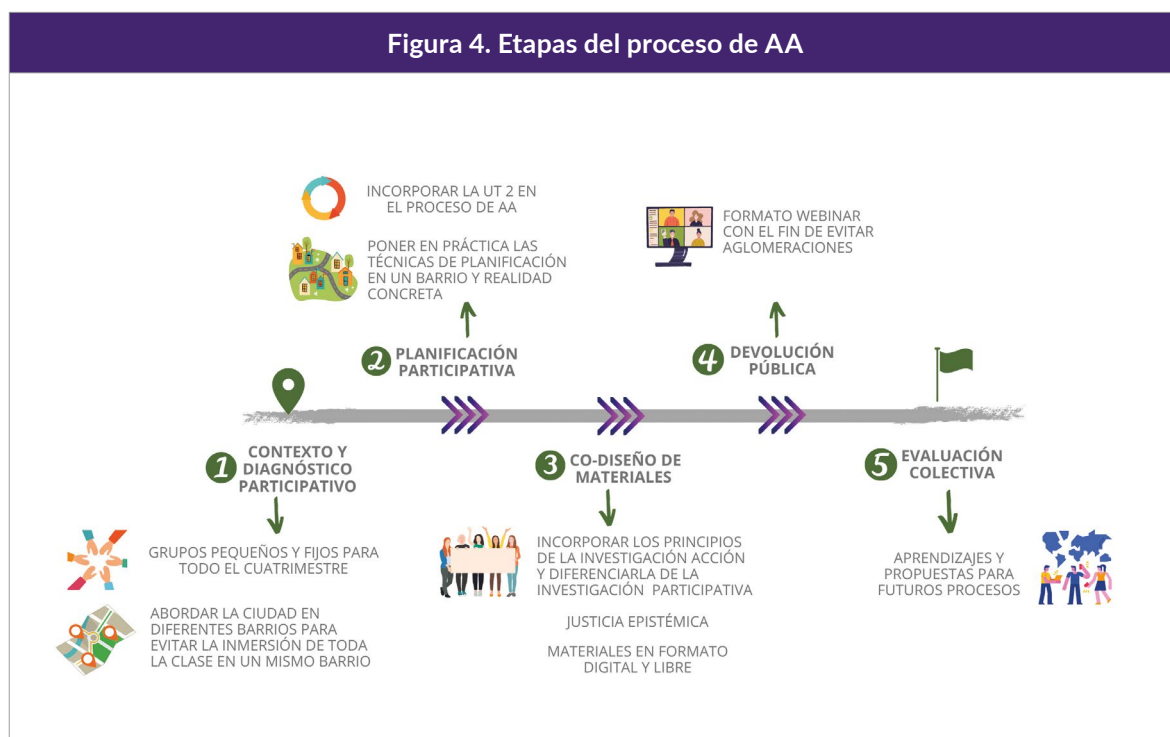 Figura 4. Etapas del proceso de AA
INCORPORAR LA UT 2 EN
EL PROCESO DE AA
PONER EN PRÁCTICA LAS
TÉCNICAS DE PLANIFICACIÓN
EN UN BARRIO Y REALIDAD
CONCRETA
FORMATO WEBINAR
CON EL FIN DE EVITAR
AGLOMERACIONES
2 PLANIFICACIÓN
PARTICIPATIVA
4 DEVOLUCIÓN
PÚBLICA
1 CONTEXTO Y
DIAGNÓSTICO
PARTICIPATIVO
3 CO-DISEÑO DE
MATERIALES
5 EVALUACIÓN
COLECTIVA
GRUPOS PEQUEÑOS Y FIJOS PARA
TODO EL CUATRIMESTRE
ABORDAR LA CIUDAD EN
DIFERENTES BARRIOS PARA
EVITAR LA INMERSIÓN DE TODA
LA CLASE EN UN MISMO BARRIO
INCORPORAR LOS PRINCIPIOS
DE LA INVESTIGACIÓN ACCIÓN
Y DIFERENCIARLA DE LA
INVESTIGACIÓN PARTICIPATIVA
JUSTICIA EPISTÉMICA
MATERIALES EN FORMATO
DIGITAL Y LIBRE
APRENDIZAJES Y
PROPUESTAS PARA
FUTUROS PROCESOS